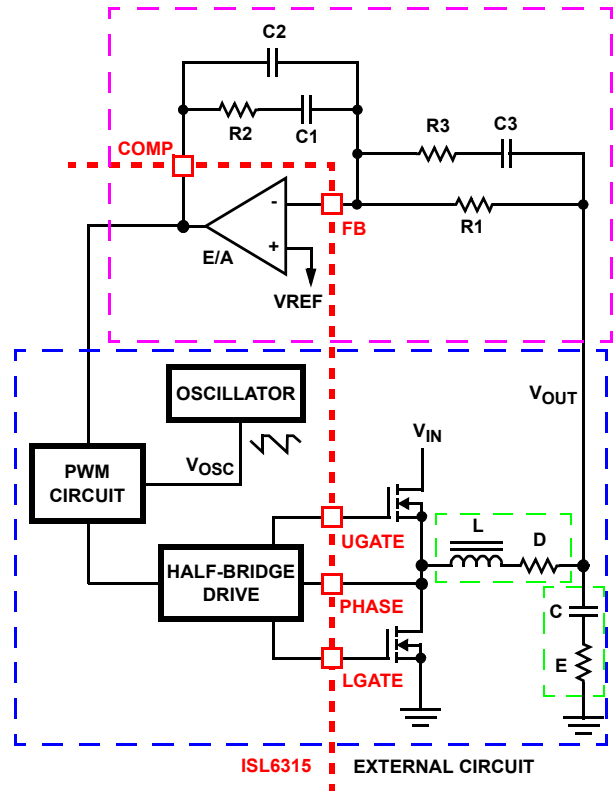 C2
R2
C1
R3
C3
COMP
R1
FB
-
+
E/A
VREF
OSCILLATOR
VOUT
VIN
VOSC
PWM
CIRCUIT
L
D
UGATE
HALF-BRIDGE
DRIVE
PHASE
C
E
LGATE
ISL6315
EXTERNAL CIRCUIT